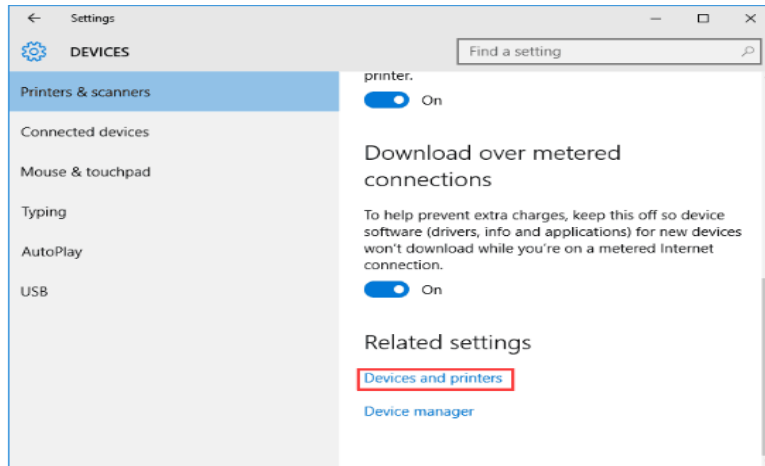 Settings
DEVICES
Find a setting
Printers & scanners
Connected devices
Mouse & touchpad
Typing
AutoPlay
USB
printer.
On
Download over metered
connections
To help prevent extra charges, keep this off so device
software (drivers, info and applications) for new devices
won't download while you're on a metered Internet
connection.
On
Related settings
Devices and printers
Device manager